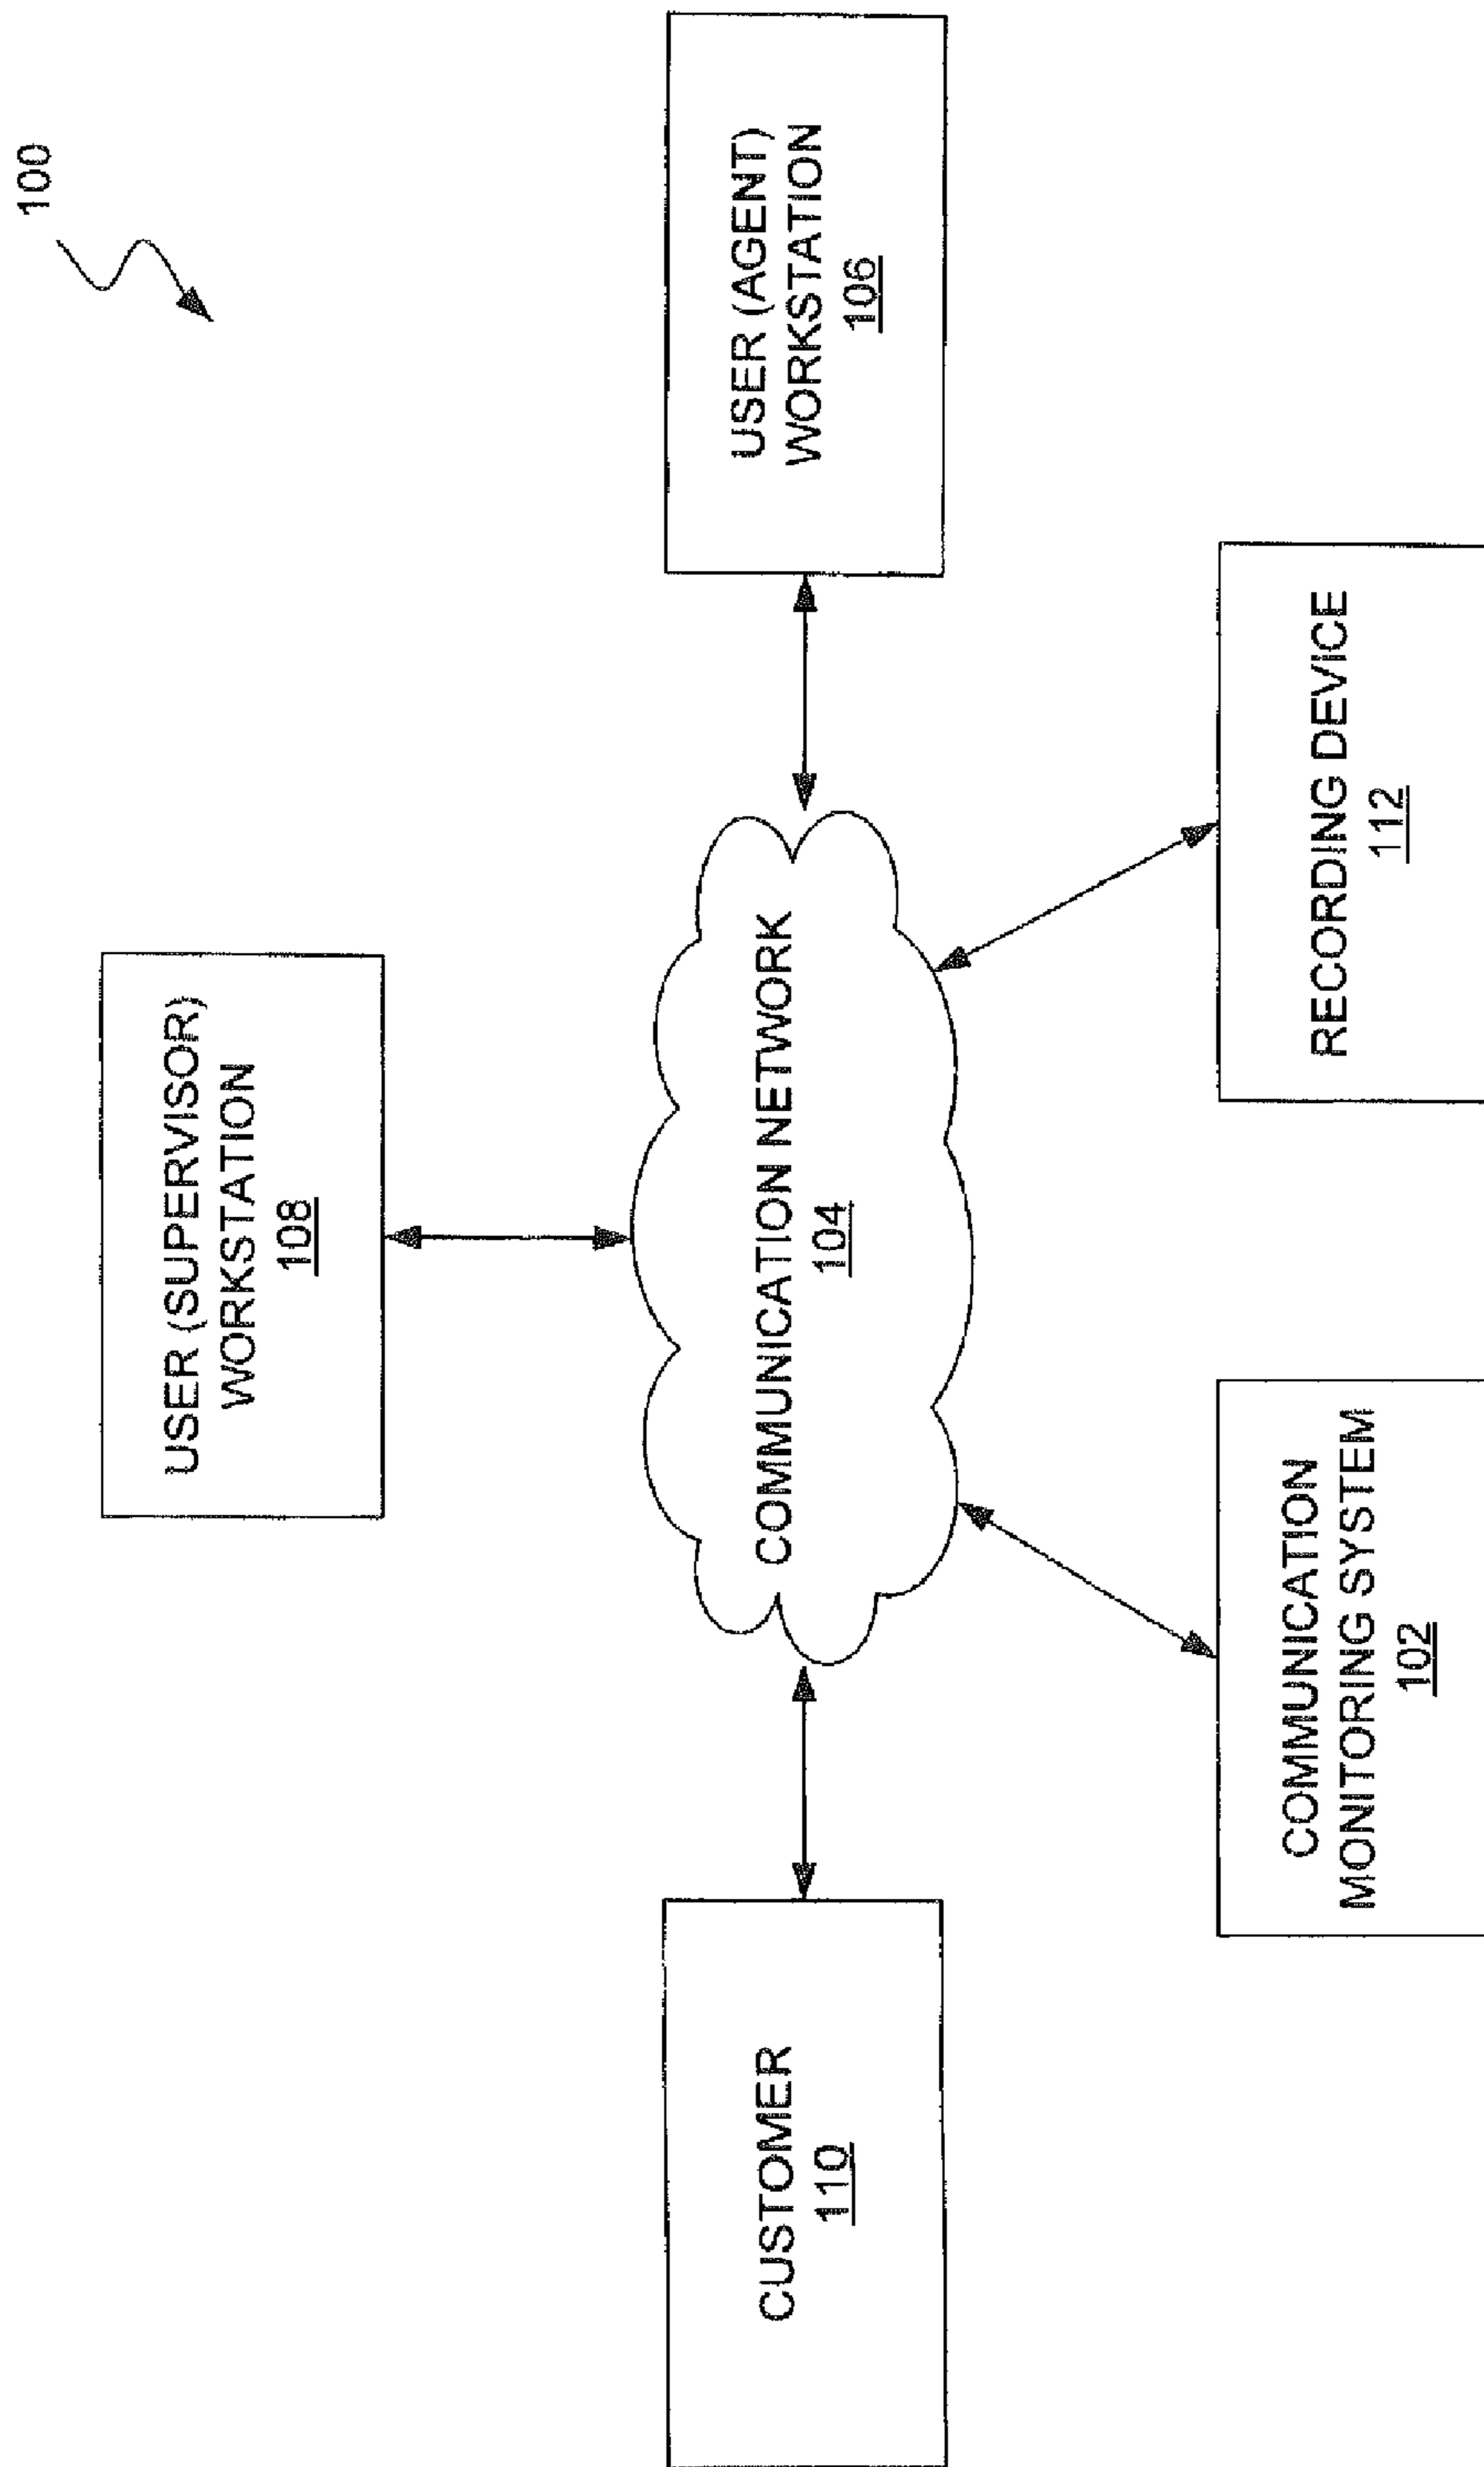 100
USER (SUPERVISOR)
WORKSTATION
108
CUSTOMER
110
COMMUNICATION NETWORK
104
USER (AGENT)
WORKSTATION
106
COMMUNICATION
MONITORING SYSTEM
102
RECORDING DEVICE
112